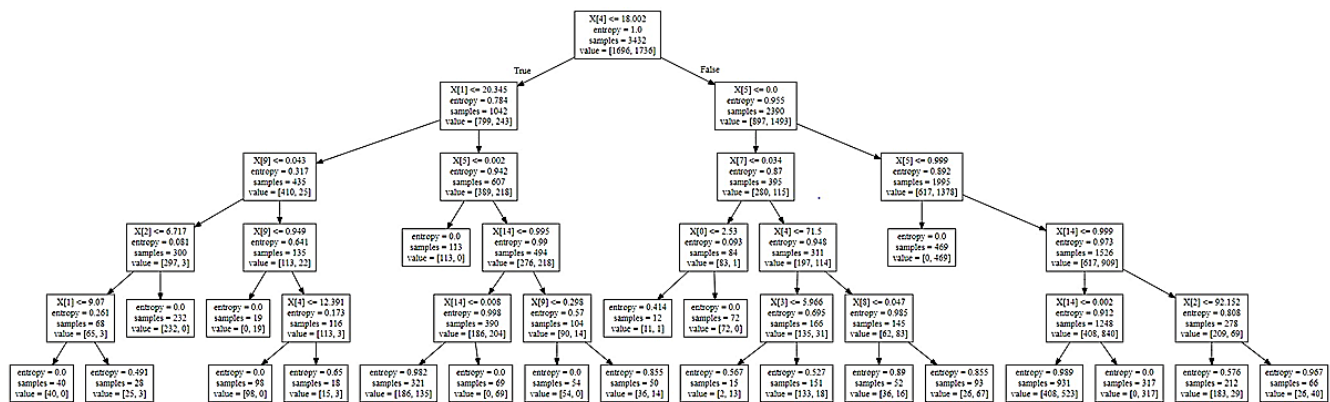 X[4] <= 18.002
entropy = 1.0
samples = 3432
value = [1696, 1736]
True
False
X[1] <= 20.345
entropy = 0.784
samples = 1042
value = [799, 243]
X[5] <= 0.0
entropy = 0.955
samples = 2390
value = [897, 1493]
X[9] <= 0.043
entropy = 0.317
samples = 435
value = [410, 25]
X[5] <= 0.002
entropy = 0.942
samples = 607
value = [389, 218]
X[7] <= 0.034
entropy = 0.87
samples = 395
value = [280, 115]
X[5] <= 0.999
entropy = 0.892
samples = 1995
value = [617, 1378]
X[2] <= 6.717
entropy = 0.081
samples = 300
value = [297, 3]
X[9] <= 0.949
entropy = 0.641
samples = 135
value = [113, 22]
entropy = 0.0
samples = 113
value = [113, 0]
X[14] <= 0.995
entropy = 0.99
samples = 494
value = [276, 218]
X[0] <= 2.53
entropy = 0.093
samples = 84
value = [83, 1]
X[4] <= 71.5
entropy = 0.948
samples = 311
value = [197, 114]
entropy = 0.0
samples = 469
value = [0, 469]
X[14] <= 0.999
entropy = 0.973
samples = 1526
value = [617, 909]
X[1] <= 9.07
entropy = 0.261
samples = 68
value = [65, 3]
entropy = 0.0
samples = 232
value = [232, 0]
entropy = 0.0
samples = 19
value = [0, 19]
X[4] <= 12.391
entropy = 0.173
samples = 116
value = [113, 3]
X[14] <= 0.008
entropy = 0.998
samples = 390
value = [186, 204]
X[9] <= 0.298
entropy = 0.57
samples = 104
value = [90, 14]
entropy = 0.414
samples = 12
value = [11, 1]
entropy = 0.0
samples = 72
value = [72, 0]
X[3] <= 5.966
entropy = 0.695
samples = 166
value = [135, 31]
X[8] <= 0.047
entropy = 0.985
samples = 145
value = [62, 83]
X[14] <= 0.002
entropy = 0.912
samples = 1248
value = [408, 840]
X[2] <= 92.152
entropy = 0.808
samples = 278
value = [209, 69]
entropy = 0.0
samples = 40
value = [40, 0]
entropy = 0.491
samples = 28
value = [25, 3]
entropy = 0.0
samples = 98
value = [98, 0]
entropy = 0.65
samples = 18
value = [15, 3]
entropy = 0.982
samples = 321
value = [186, 135]
entropy = 0.0
samples = 69
value = [0, 69]
entropy = 0.0
samples = 54
value = [54, 0]
entropy = 0.855
samples = 50
value = [36, 14]
entropy = 0.567
samples = 15
value = [2, 13]
entropy = 0.527
samples = 151
value = [133, 18]
entropy = 0.89
samples = 52
value = [36, 16]
entropy = 0.855
samples = 93
value = [26, 67]
entropy = 0.989
samples = 931
value = [408, 523]
entropy = 0.0
samples = 317
value = [0, 317]
entropy = 0.576
samples = 212
value = [183, 29]
entropy = 0.967
samples = 66
value = [26, 40]